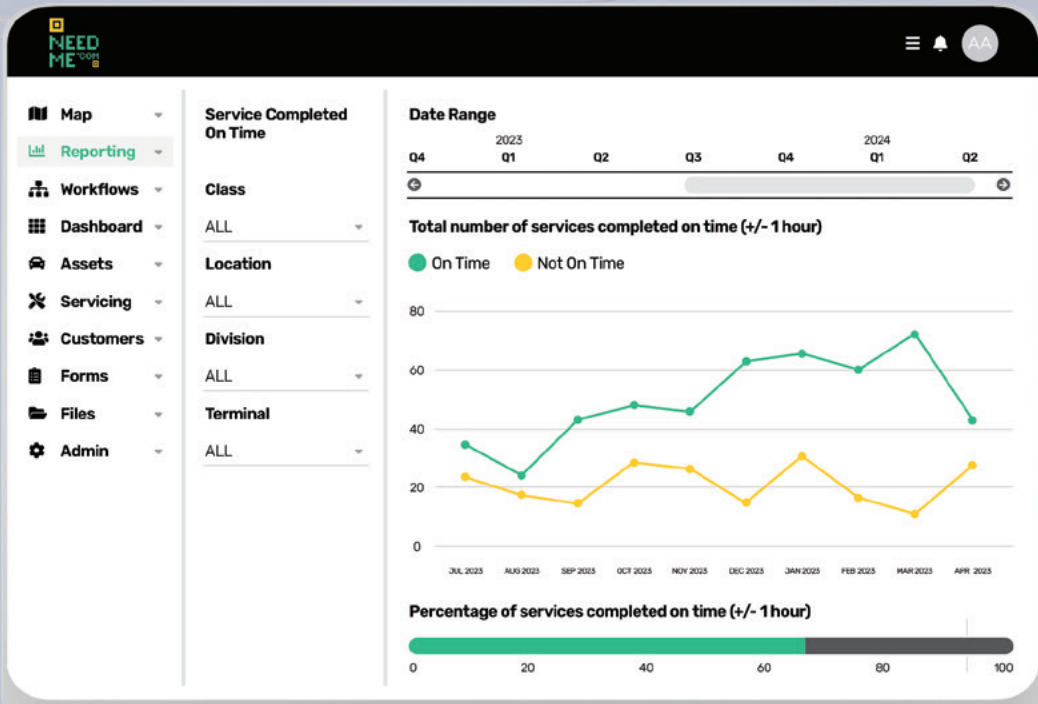 NEED
ME.COM
AA
Map
Reporting
Workflows
Dashboard
Assets
Servicing
Customers
Forms
Files
Admin
Service Completed
On Time
Class
ALL
Location
ALL
Division
ALL
Terminal
ALL
Date Range
2023 2024
Q4 Q1 Q2 Q3 Q4 Q1 Q2
Total number of services completed on time (+/- 1 hour)
On Time Not On Time
80
60
40
20
0
JUL 2023 AUG 2023 SEP 2023 OCT 2023 NOV 2023 DEC 2023 JAN 2023 FEB 2023 MAR 2023 APR 2023
Percentage of services completed on time (+/- 1 hour)
0 20 40 60 80 100